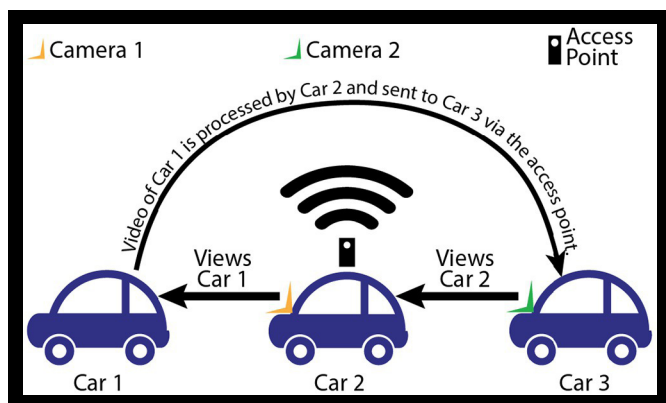 Camera 1
Camera 2
Access
Point
Video of Car 1 is processed by Car 2 and sent to Car 3 via the access point.
Views
Car 1
Views
Car 2
Car 1
Car 2
Car 3